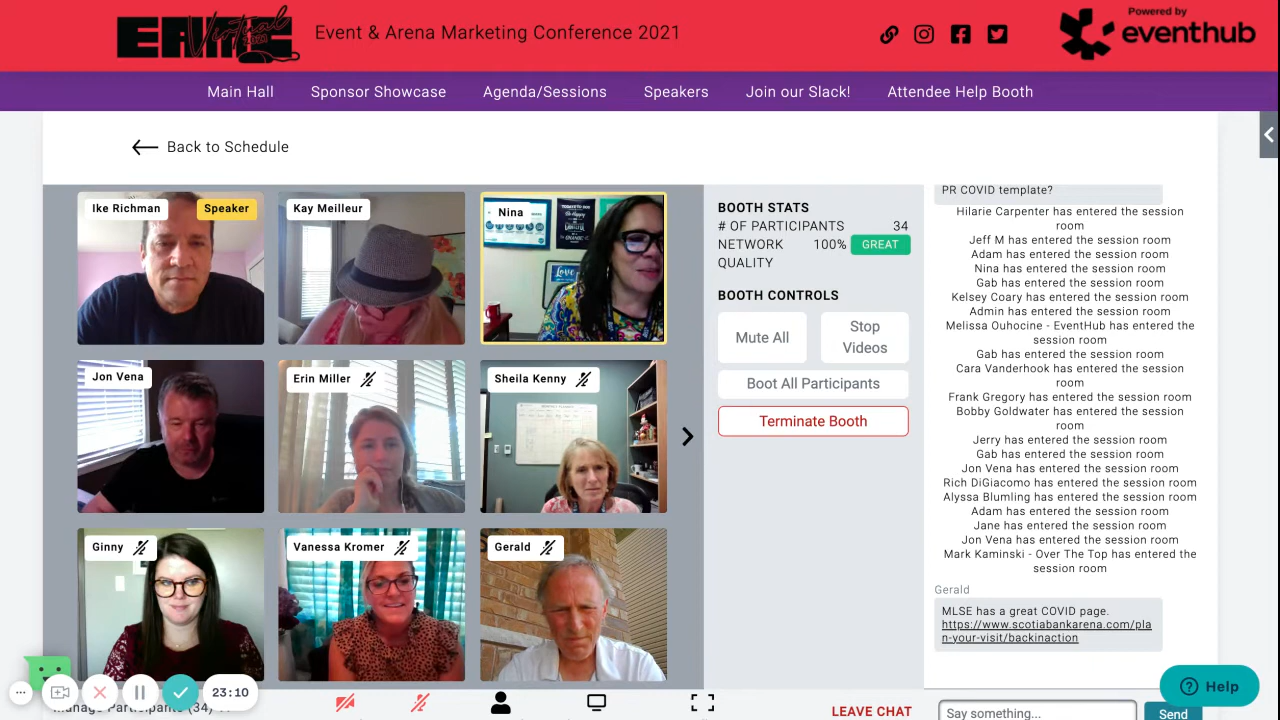 EAMC Virtual
Event & Arena Marketing Conference 2021
Powered by
eventhub
Main Hall
Sponsor Showcase
Agenda/Sessions
Speakers
Join our Slack!
Attendee Help Booth
Back to Schedule
Ike Richman
Speaker
Kay Meilleur
Nina
Jon Vena
Erin Miller
Sheila Kenny
Ginny
Vanessa Kromer
Gerald
BOOTH STATS
# OF PARTICIPANTS 34
NETWORK 100% GREAT
QUALITY
BOOTH CONTROLS
Mute All
Stop
Videos
Boot All Participants
Terminate Booth
PR COVID template?
Hilarie Carpenter has entered the session
room
Jeff M has entered the session room
Adam has entered the session room
Nina has entered the session room
Gab has entered the session room
Kelsey Ceary has entered the session room
Admin has entered the session room
Melissa Ouhocine - EventHub has entered the
session room
Gab has entered the session room
Cara Vanderhook has entered the session
room
Frank Gregory has entered the session room
Bobby Goldwater has entered the session
room
Jerry has entered the session room
Gab has entered the session room
Jon Vena has entered the session room
Rich DiGiacomo has entered the session room
Alyssa Blumling has entered the session room
Adam has entered the session room
Jane has entered the session room
Jon Vena has entered the session room
Mark Kaminski - Over The Top has entered the
session room
Gerald
MLSE has a great COVID page.
https://www.scotiabankarena.com/pla
n-your-visit/backinaction
Help
23:10
Manage Participants (34)
LEAVE CHAT
Say something...
Send